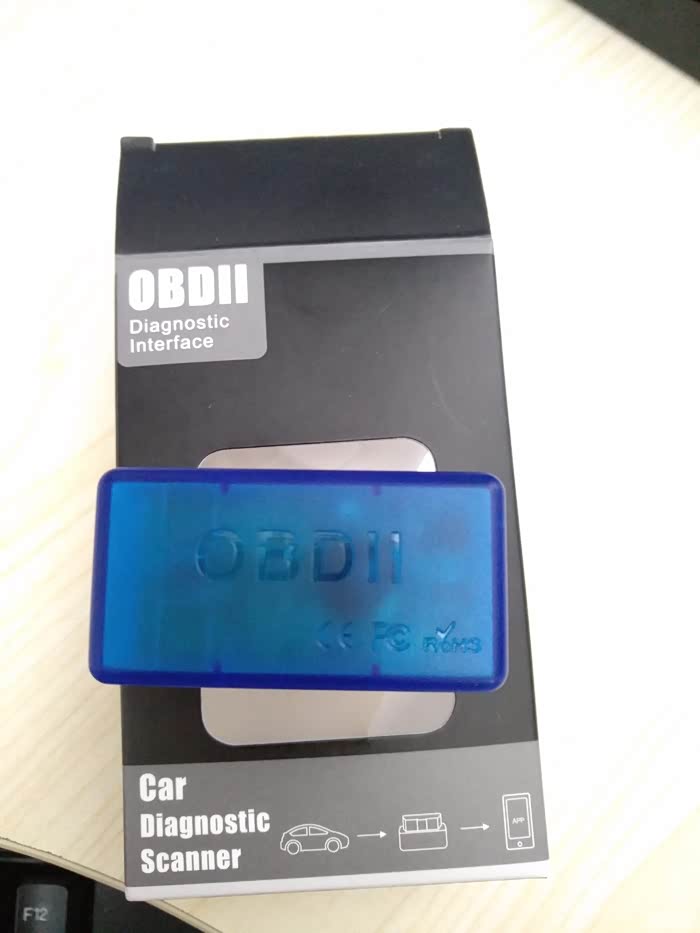 OBDII
Diagnostic
Interface
OBDII
CE FC RoHS
Car
Diagnostic
Scanner
APP
F12